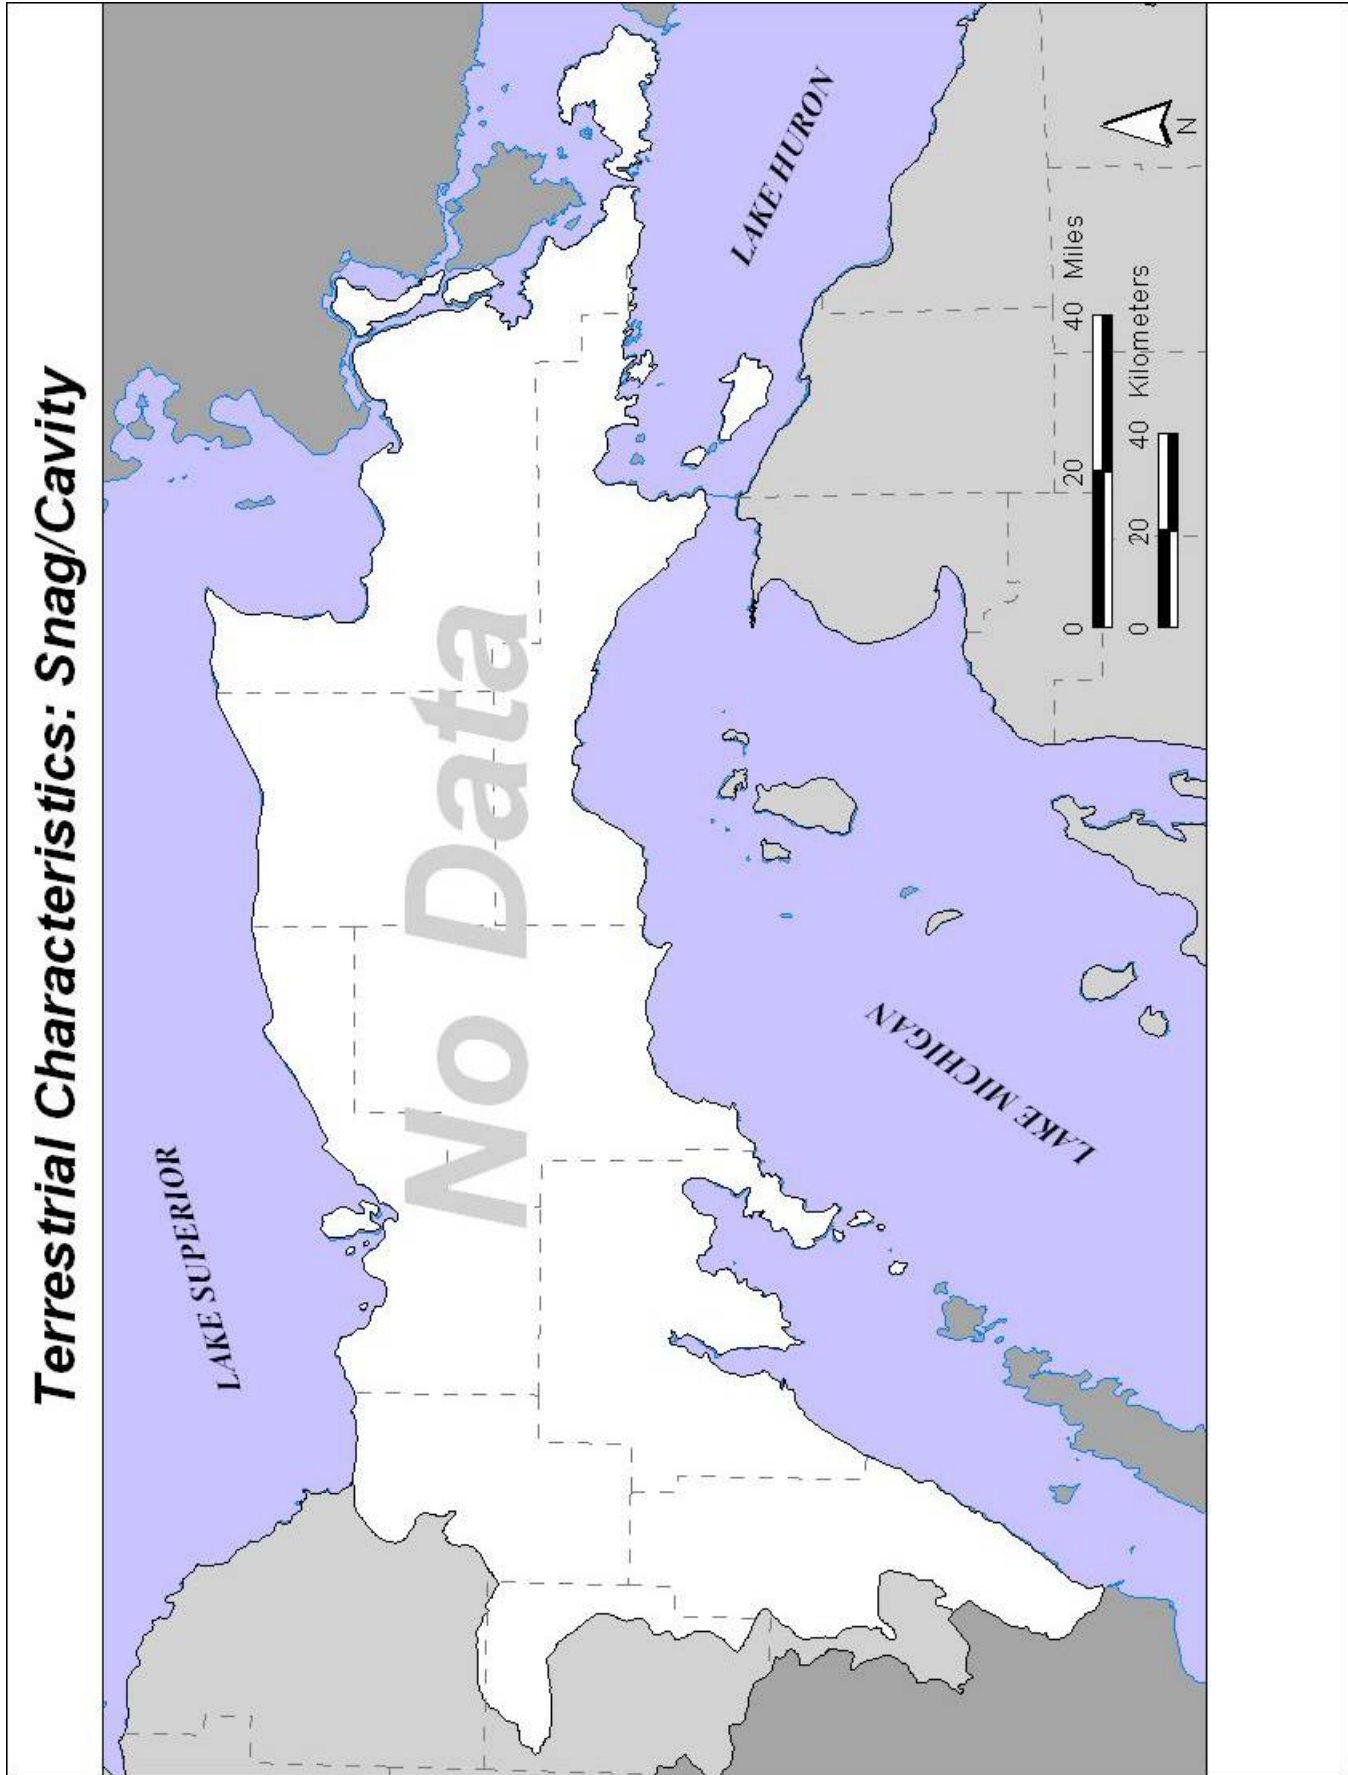 Terrestrial Characteristics: Snag/Cavity
LAKE SUPERIOR
No Data
LAKE HURON
LAKE MICHIGAN
0 20 40 Miles
0 20 40 Kilometers
N